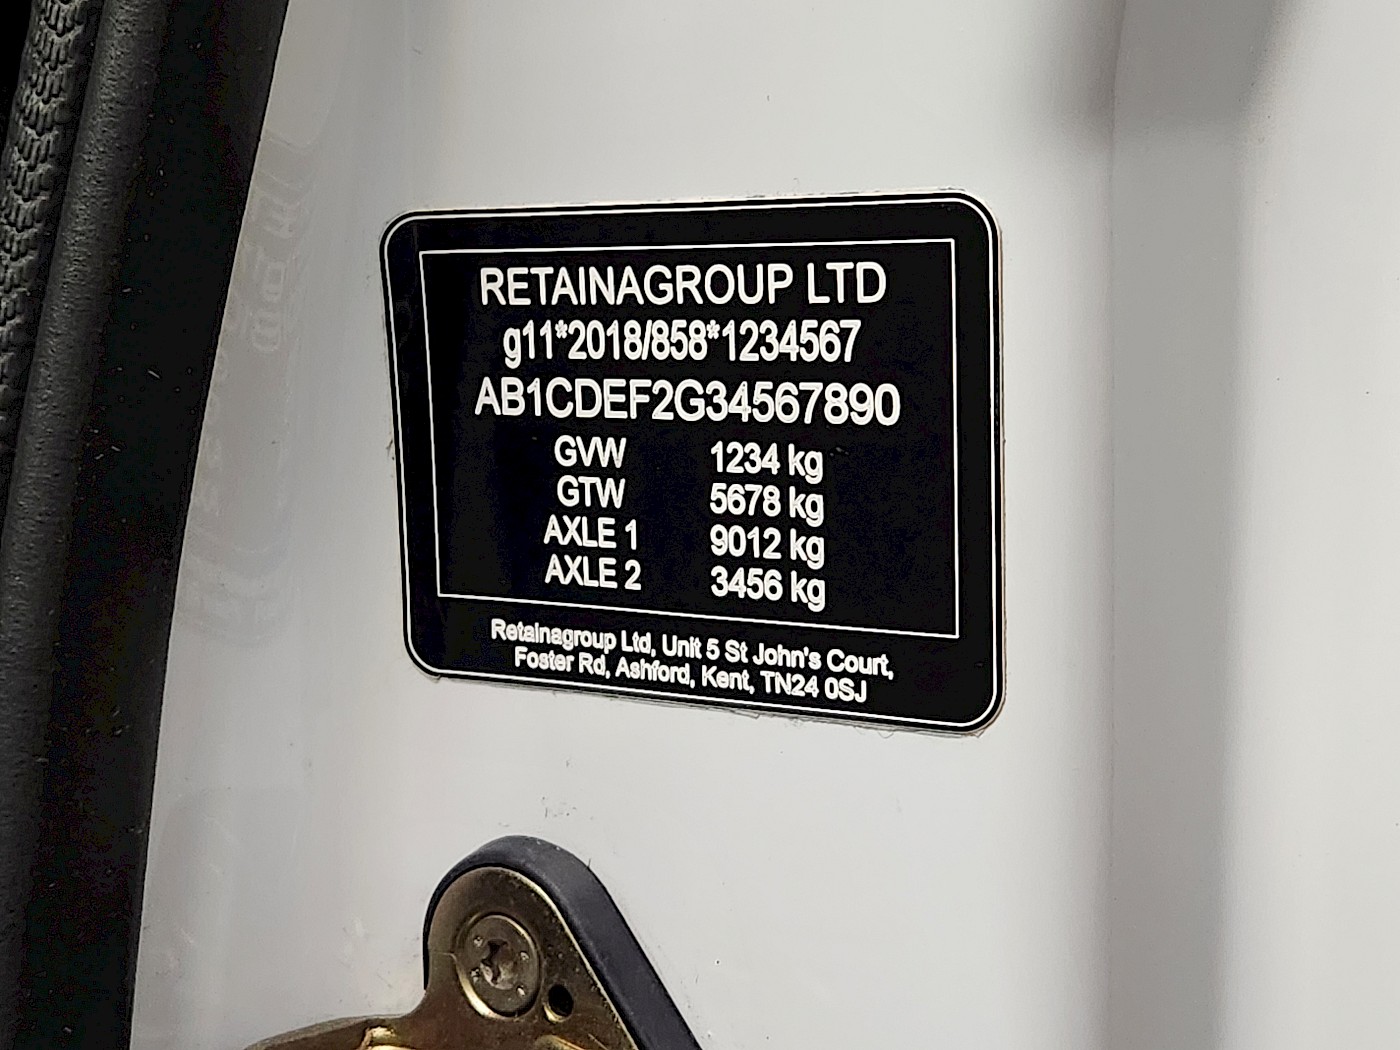 RETAINAGROUP LTD
g11*2018/858*1234567
AB1CDEF2G34567890
GVW 1234 kg
GTW 5678 kg
AXLE 1 9012 kg
AXLE 2 3456 kg
Retainagroup Ltd, Unit 5 St John's Court,
Foster Rd, Ashford, Kent, TN24 0SJ